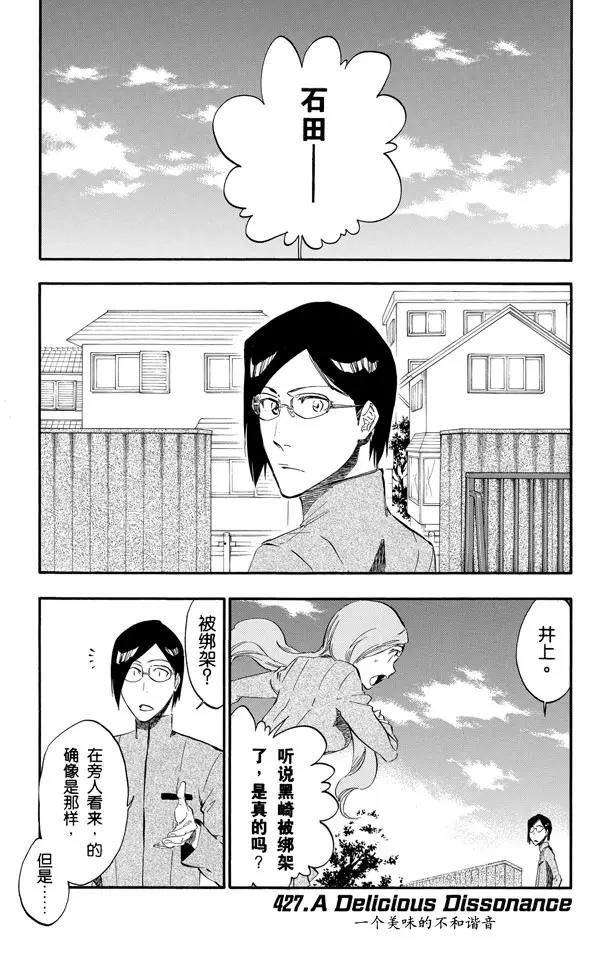 石
田
——
井
上
。
听说黑崎被绑架
了，是真的吗？
被绑架？
在旁人看来，的
确像是那样，
但是……
427.A Delicious Dissonance
一个美味的不和谐音